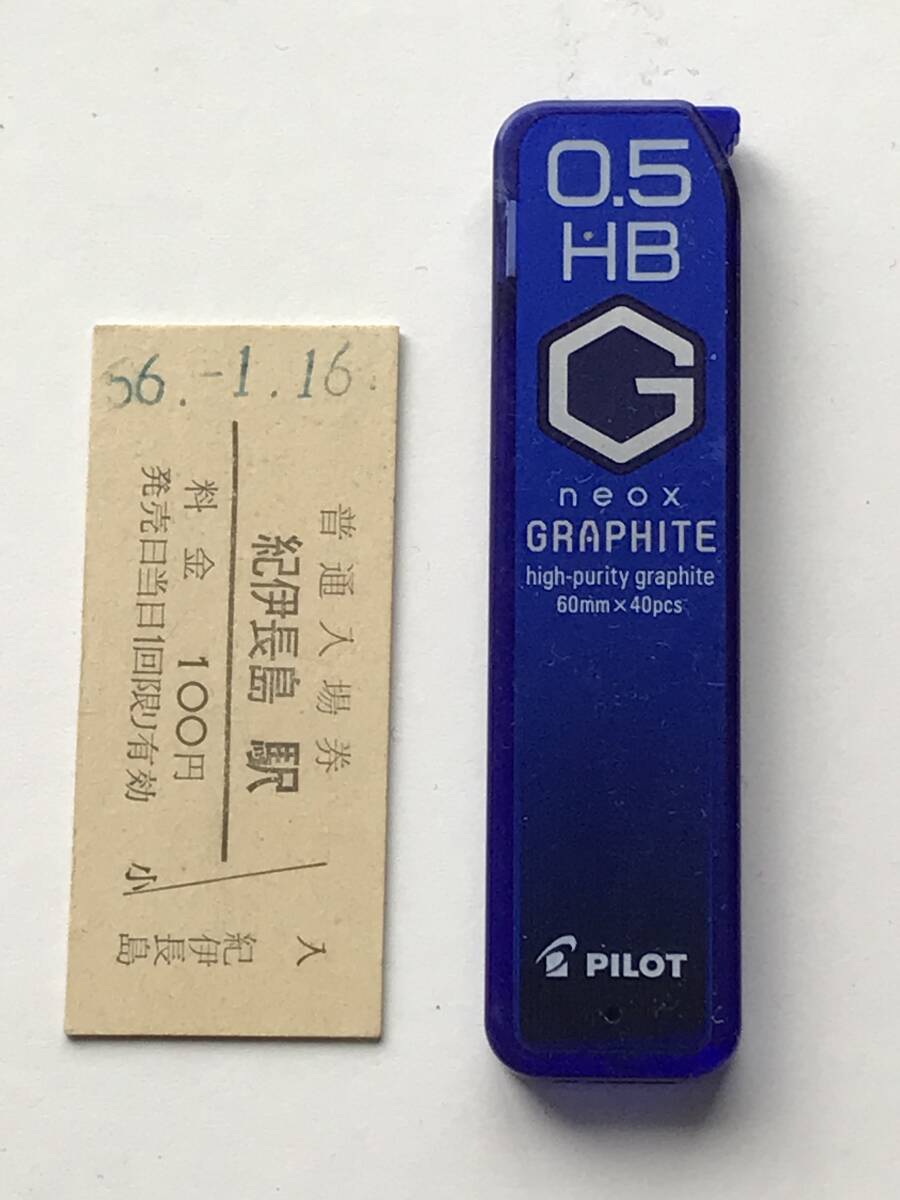 56.-1.16.
普通入場券
紀伊長島 駅
料金 100円
発売日当日1回限り有効
小
入
紀伊
長島
0.5
HB
G
neox
GRAPHITE
high-purity graphite
60mm×40pcs
PILOT